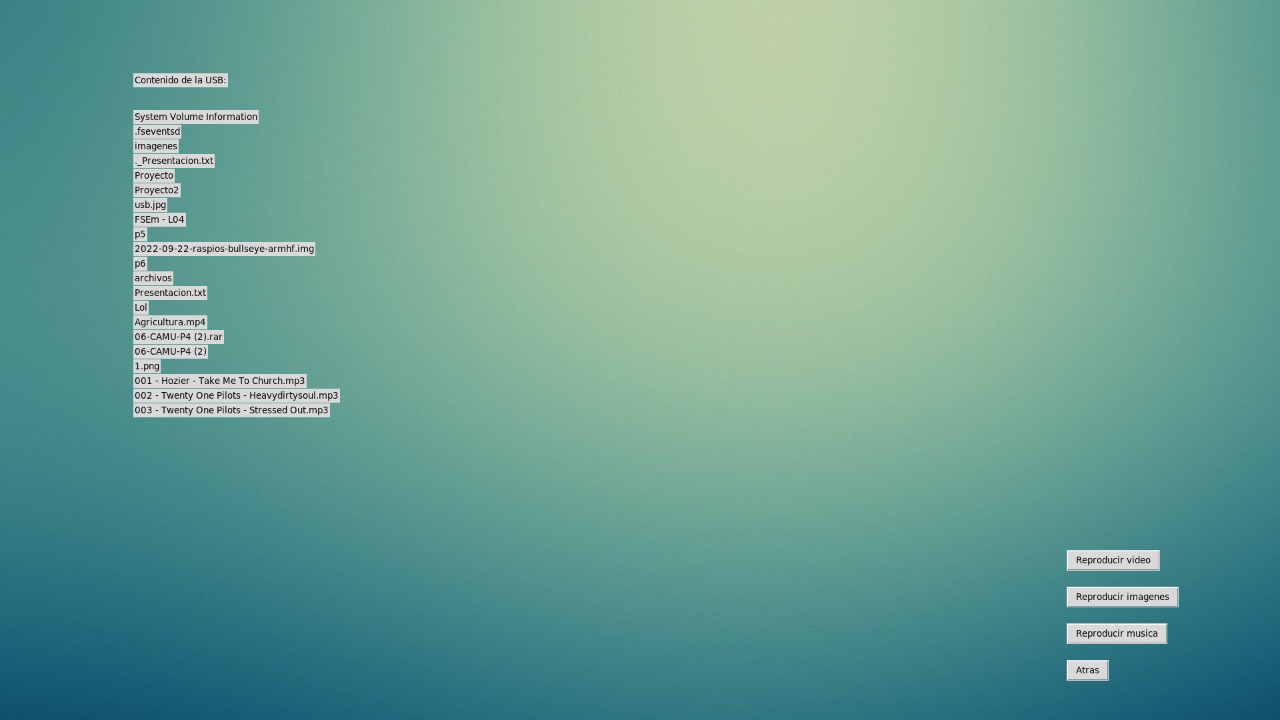 Contenido de la USB:
System Volume Information
.fseventsd
imagenes
._Presentacion.txt
Proyecto
Proyecto2
usb.jpg
FSEm - L04
p5
2022-09-22-raspios-bullseye-armhf.img
p6
archivos
Presentacion.txt
Lol
Agricultura.mp4
06-CAMU-P4 (2).rar
06-CAMU-P4 (2)
1.png
001 - Hozier - Take Me To Church.mp3
002 - Twenty One Pilots - Heavydirtysoul.mp3
003 - Twenty One Pilots - Stressed Out.mp3
Reproducir video
Reproducir imagenes
Reproducir musica
Atras